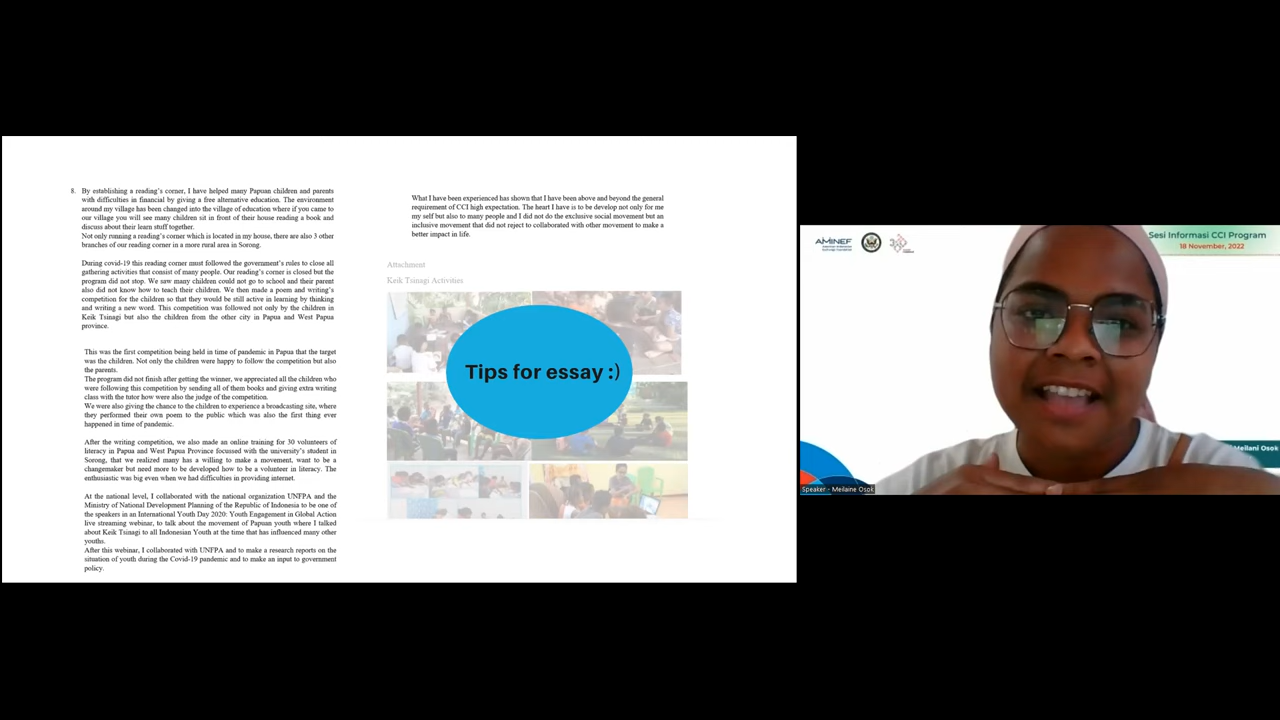 8. By establishing a reading's corner, I have helped many Papuan children and parents
with difficulties in financial by giving a free alternative education. The environment
around my village has been changed into the village of education where if you came to
our village you will see many children sit in front of their house reading a book and
discuss about their learn stuff together.
Not only running a reading's corner which is located in my house, there are also 3 other
branches of our reading corner in a more rural area in Sorong.
During covid-19 this reading corner must followed the government's rules to close all
gathering activities that consist of many people. Our reading's corner is closed but the
program did not stop. We saw many children could not go to school and their parent
also did not know how to teach their children. We then made a poem and writing's
competition for the children so that they would be still active in learning by thinking
and writing a new word. This competition was followed not only by the children in
Keik Tsinagi but also the children from the other city in Papua and West Papua
province.
This was the first competition being held in time of pandemic in Papua that the target
was the children. Not only the children were happy to follow the competition but also
the parents.
The program did not finish after getting the winner, we appreciated all the children who
were following this competition by sending all of them books and giving extra writing
class with the tutor how were also the judge of the competition.
We were also giving the chance to the children to experience a broadcasting site, where
they performed their own poem to the public which was also the first thing ever
happened in time of pandemic.
After the writing competition, we also made an online training for 30 volunteers of
literacy in Papua and West Papua Province focussed with the university's student in
Sorong, that we realized many has a willing to make a movement, want to be a
changemaker but need more to be developed how to be a volunteer in literacy. The
enthusiastic was big even when we had difficulties in providing internet.
At the national level, I collaborated with the national organization UNFPA and the
Ministry of National Development Planning of the Republic of Indonesia to be one of
the speakers in an International Youth Day 2020: Youth Engagement in Global Action
live streaming webinar, to talk about the movement of Papuan youth where I talked
about Keik Tsinagi to all Indonesian Youth at the time that has influenced many other
youths.
After this webinar, I collaborated with UNFPA and to make a research reports on the
situation of youth during the Covid-19 pandemic and to make an input to government
policy.
What I have been experienced has shown that I have been above and beyond the general
requirement of CCI high expectation. The heart I have is to be develop not only for me
my self but also to many people and I did not do the exclusive social movement but an
inclusive movement that did not reject to collaborated with other movement to make a
better impact in life.
Attachment
Keik Tsinagi Activities
Tips for essay :)
AMINEF
Sesi Informasi CCI Program
18 November, 2022
Meilani Osok
Speaker - Meilaine Osok